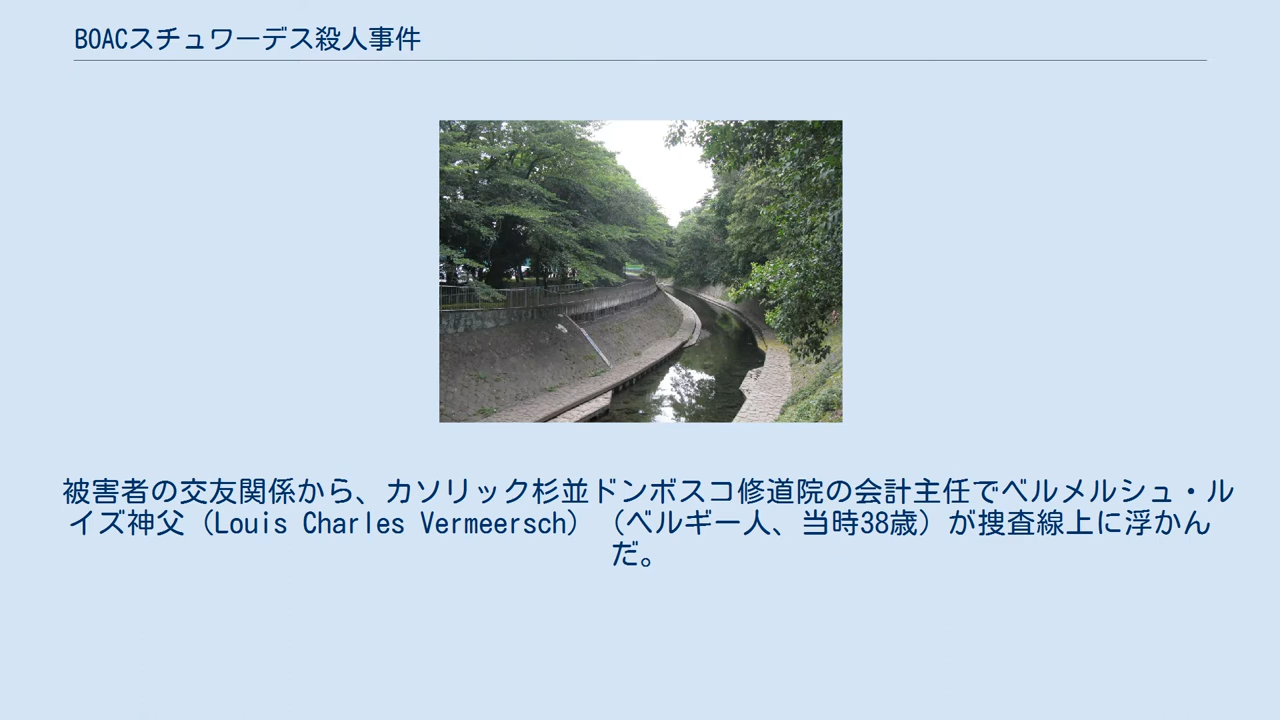 BOACスチュワーデス殺人事件
被害者の交友関係から、カソリック杉並ドンボスコ修道院の会計主任でベルメルシュ・ル
イズ神父（Louis Charles Vermeersch）（ベルギー人、当時38歳）が捜査線上に浮かん
だ。